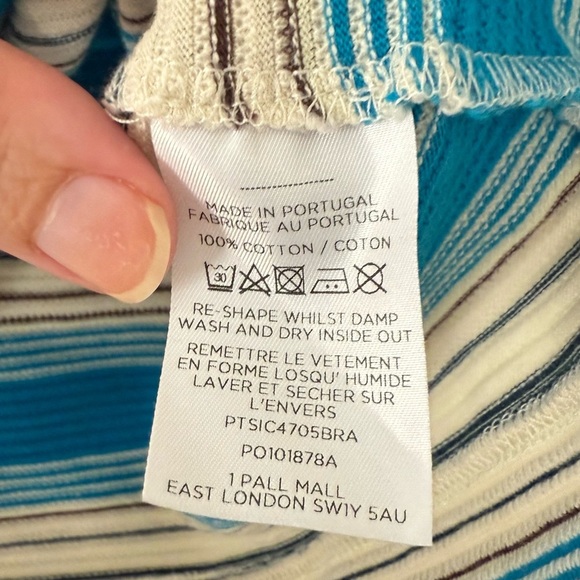 MADE IN PORTUGAL
FABRIQUE AU PORTUGAL
100% COTTON / COTON
30
RE-SHAPE WHILST DAMP
WASH AND DRY INSIDE OUT
REMETTRE LE VETEMENT
EN FORME LOSQU' HUMIDE
LAVER ET SECHER SUR
L'ENVERS
PTSIC4705BRA
PO101878A
1 PALL MALL
EAST LONDON SW1Y 5AU